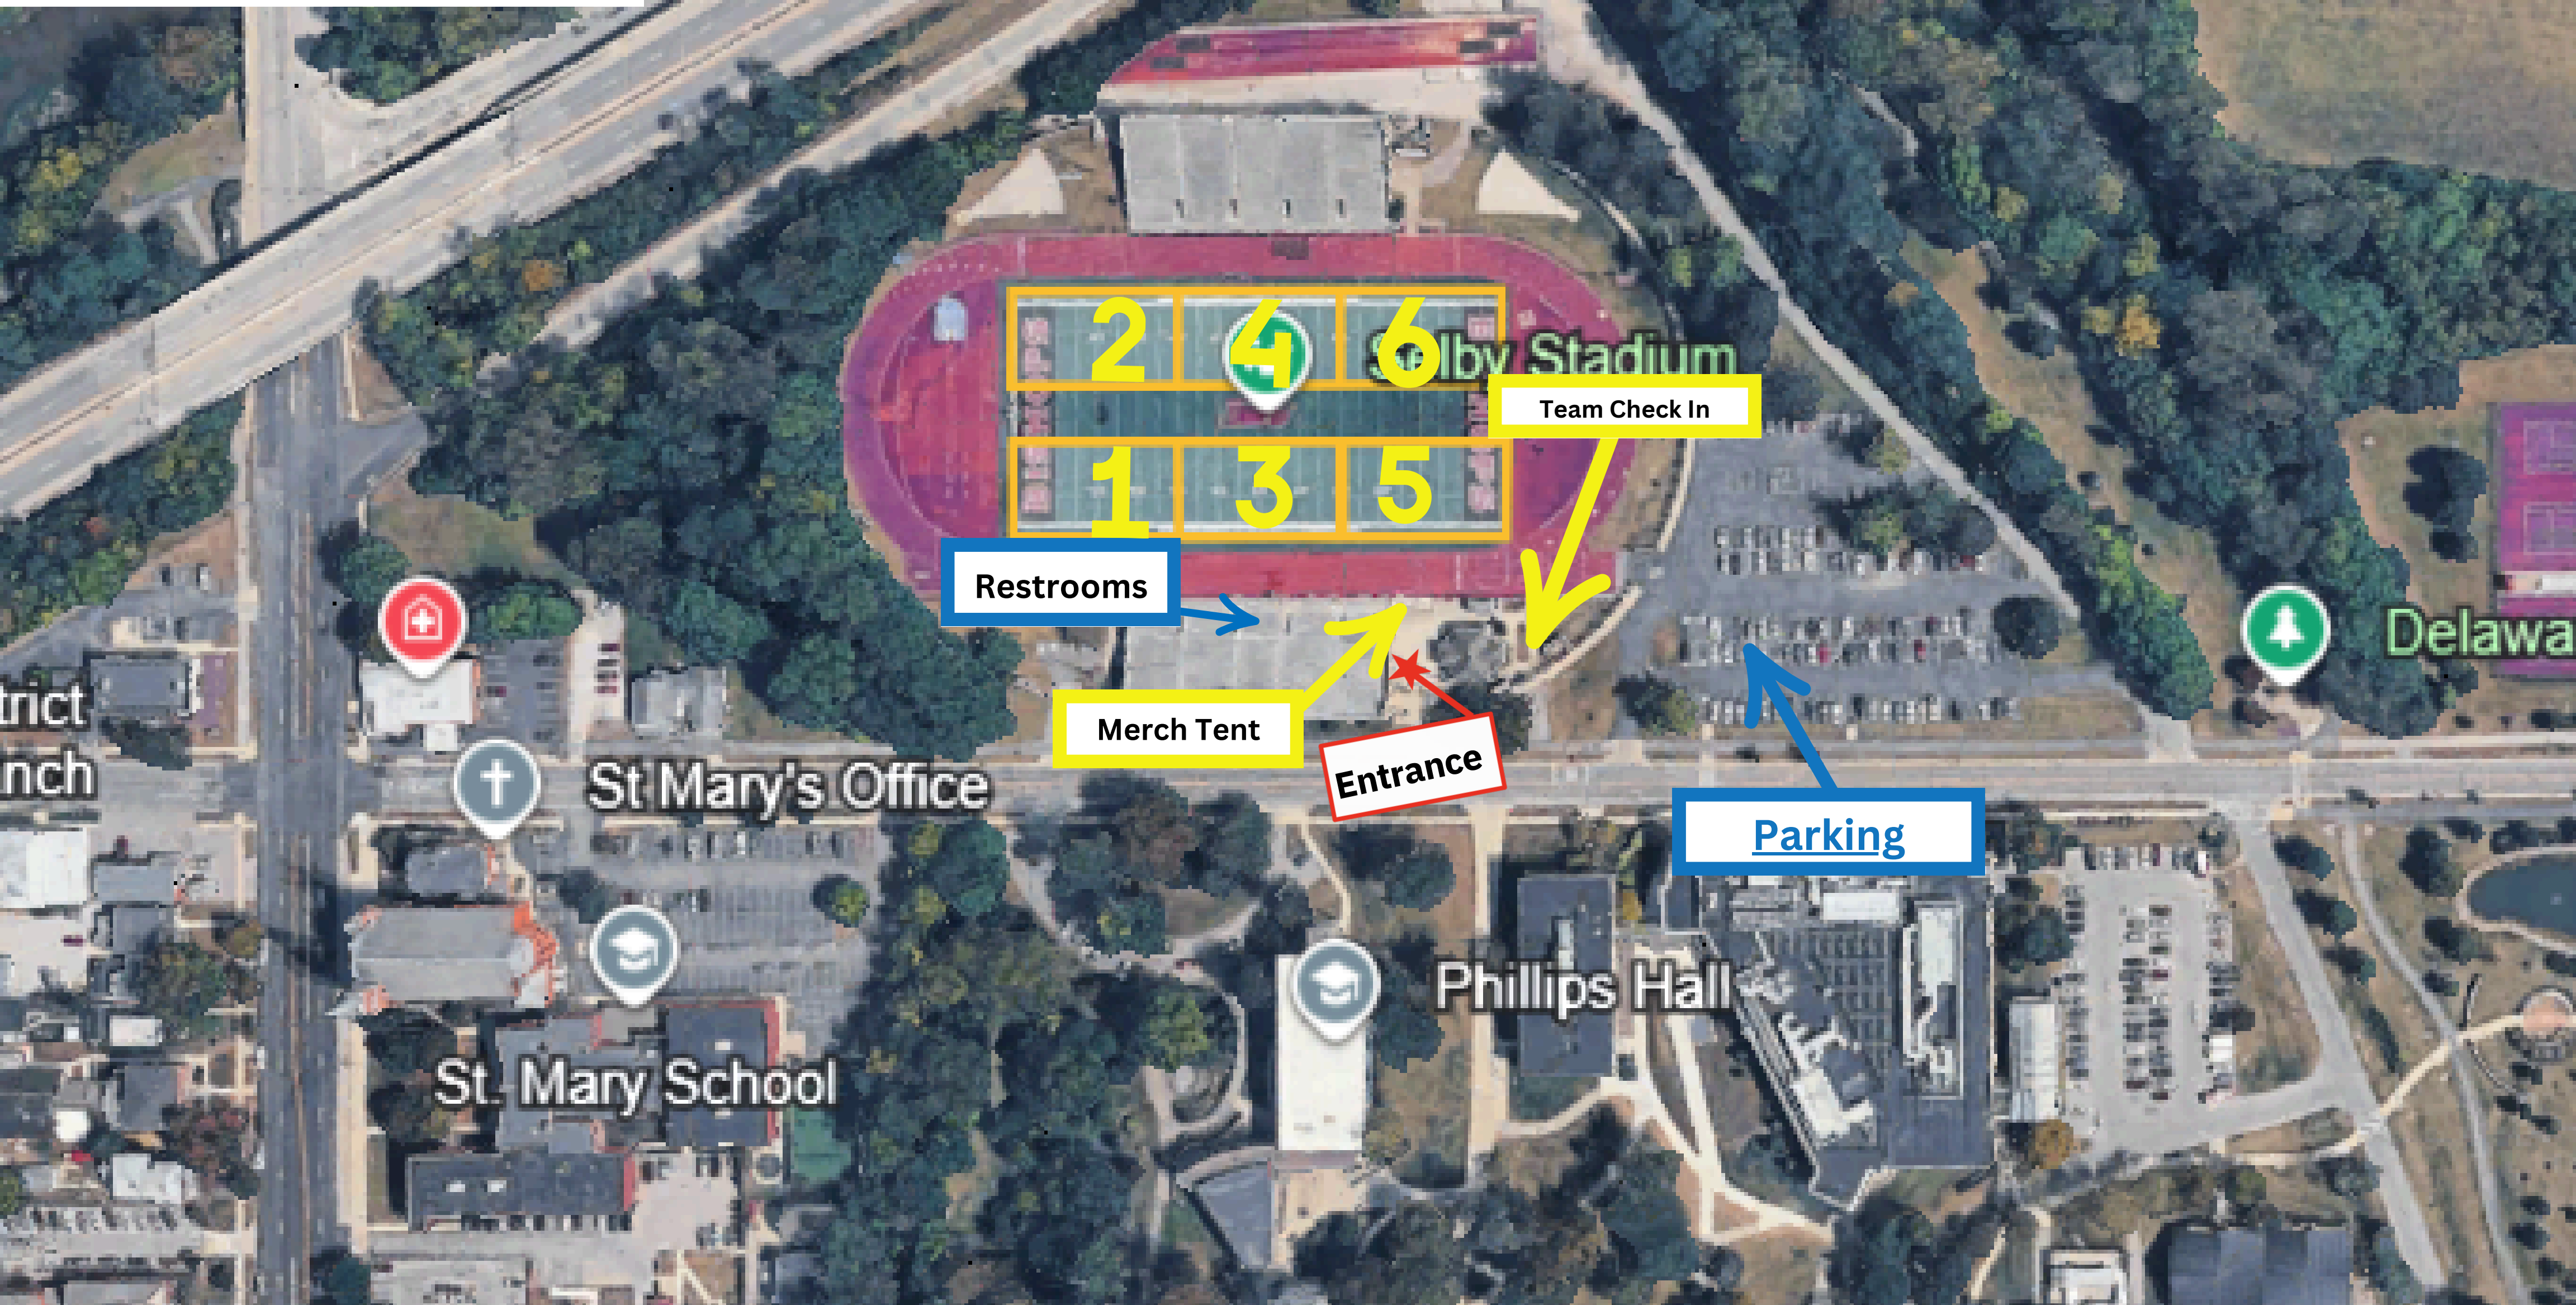 2 4 6
Selby Stadium
Team Check In
1 3 5
Restrooms
Delawa
trict
Merch Tent
Entrance
nch
St Mary's Office
Parking
Phillips Hall
St. Mary School